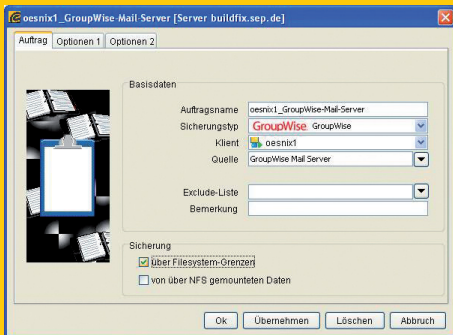 oesnix1_GroupWise-Mail-Server [Server buildfix.sep.de]
Auftrag Optionen 1 Optionen 2
Basisdaten
Auftragsname oesnix1_GroupWise-Mail-Server
Sicherungstyp GroupWise GroupWise
Klient oesnix1
Quelle GroupWise Mail Server
Exclude-Liste
Bemerkung
Sicherung
über Filesystem-Grenzen
von über NFS gemounteten Daten
Ok Übernehmen Löschen Abbruch